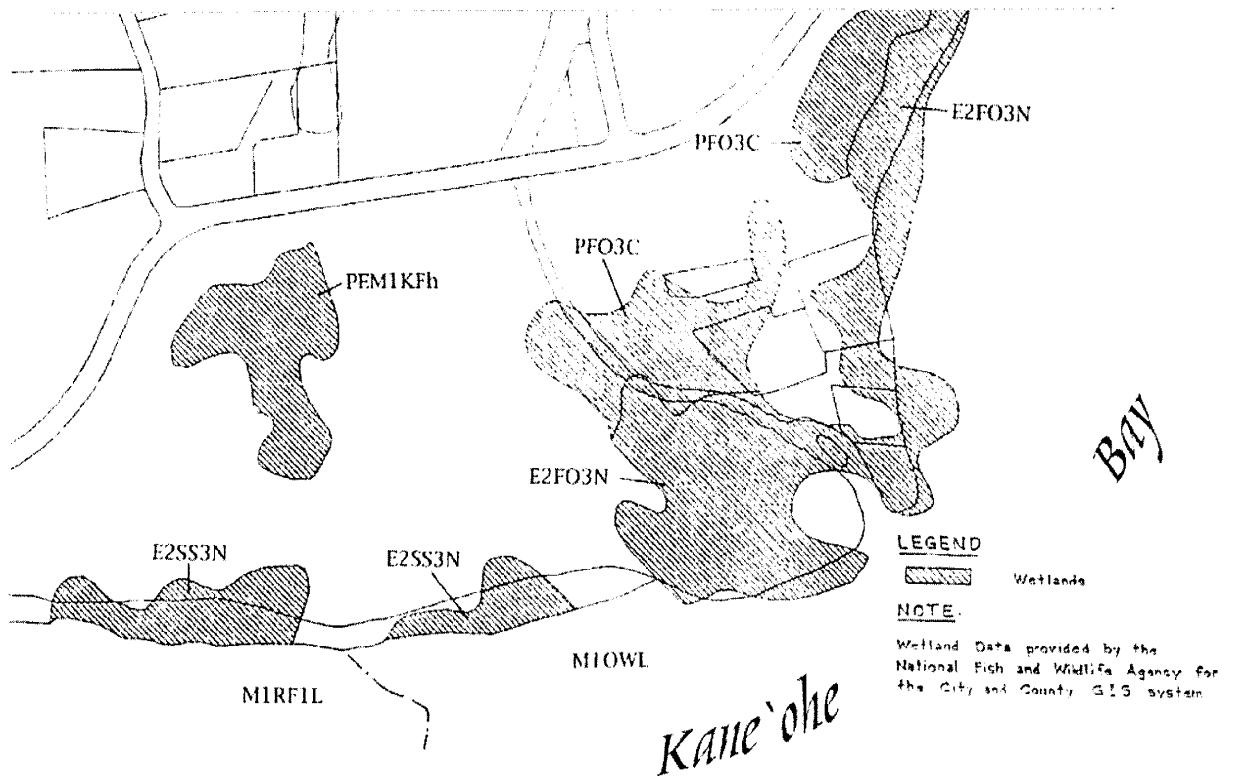 E2FO3N
PFO3C
PFO3C
PEM1KFh
E2FO3N
E2SS3N
E2SS3N
M1OWL
M1RF1L
Bay
Kane`ohe
LEGEND
Wetlands
NOTE.
Wetland Data provided by the
National Fish and Wildlife Agency for
the City and County GIS system